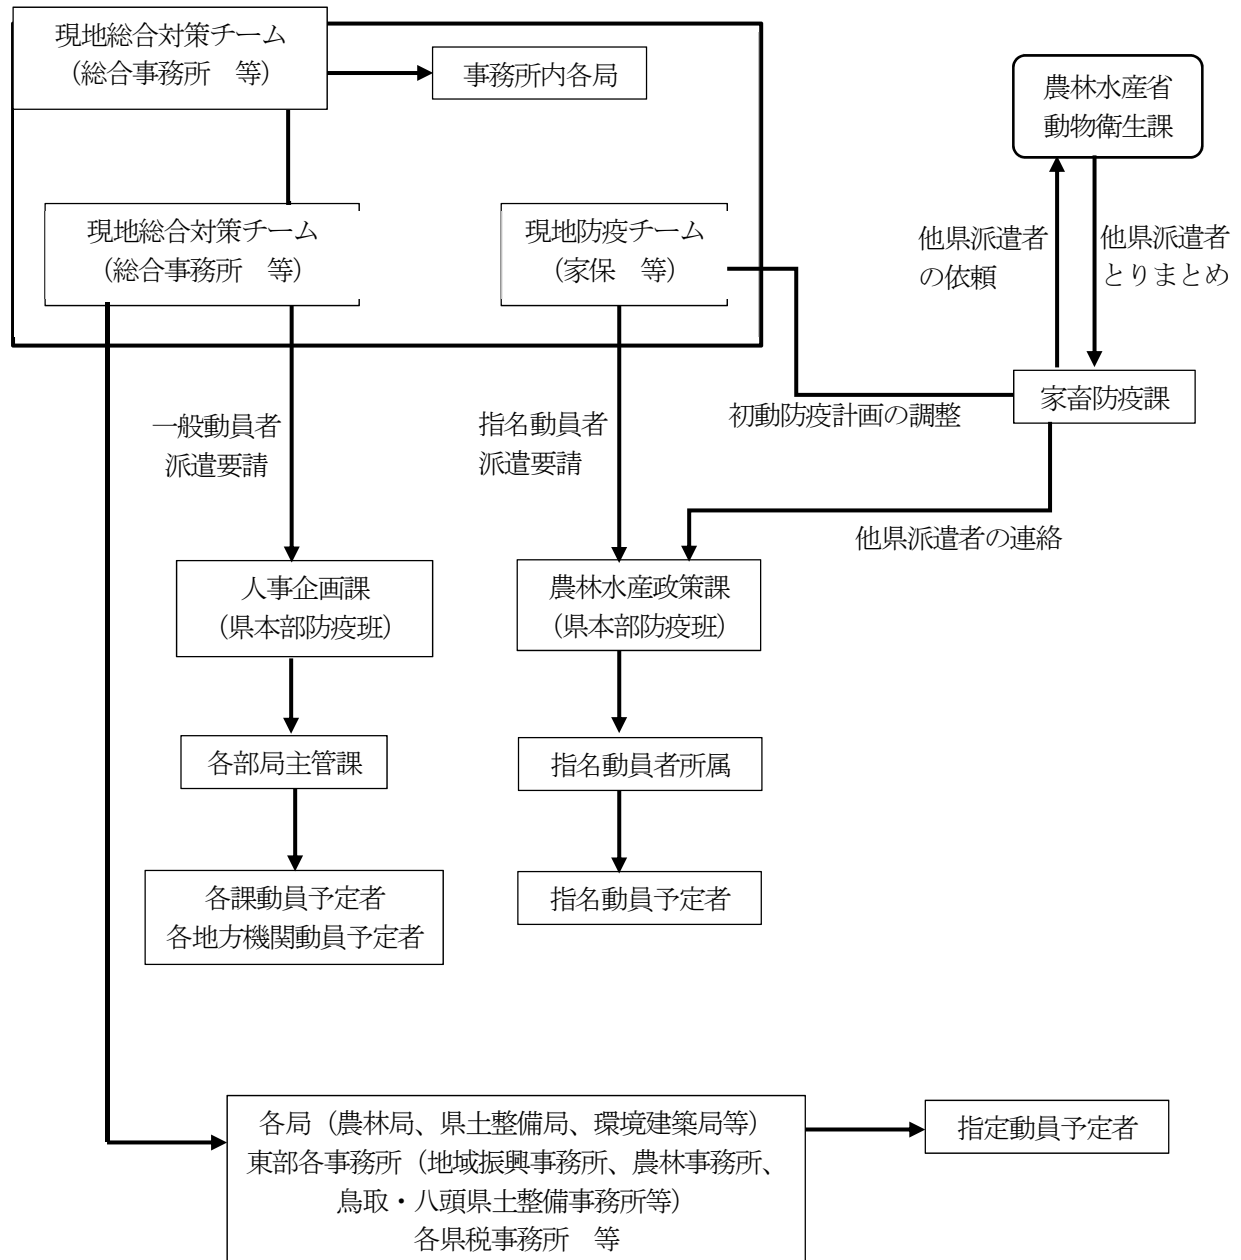 現地総合対策チーム
(総合事務所　等)
事務所内各局
農林水産省
動物衛生課
現地総合対策チーム
(総合事務所　等)
現地防疫チーム
(家保　等)
他県派遣者
の依頼
他県派遣者
とりまとめ
家畜防疫課
初動防疫計画の調整
一般動員者
派遣要請
指名動員者
派遣要請
他県派遣者の連絡
人事企画課
(県本部防疫班)
農林水産政策課
(県本部防疫班)
各部局主管課
指名動員者所属
各課動員予定者
各地方機関動員予定者
指名動員予定者
各局（農林局、県土整備局、環境建築局等）
東部各事務所（地域振興事務所、農林事務所、
鳥取・八頭県土整備事務所等）
各県税事務所　等
指定動員予定者